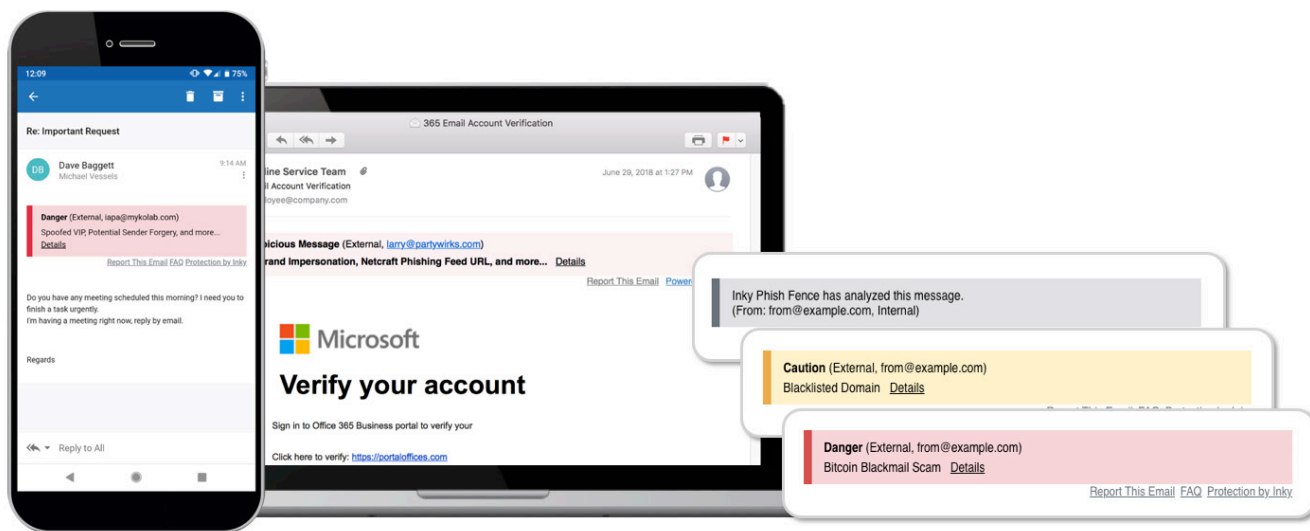 12:09
75%
Re: Important Request
DB
Dave Baggett
9:14 AM
Michael Vessels
Danger (External, iapa@mykolab.com)
Spoofed VIP, Potential Sender Forgery, and more...
Details
Report This Email FAQ Protection by Inky
Do you have any meeting scheduled this morning? I need you to
finish a task urgently.
I'm having a meeting right now, reply by email.
Regards
Reply to All
365 Email Account Verification
Service Team
June 29, 2018 at 1:27 PM
Account Verification
Message (External, larry@partywirks.com)
Impersonation, Netcraft Phishing Feed URL, and more... Details
Report This Email
Microsoft
Verify your account
Sign in to Office 365 Business portal to verify your
Click here to verify: https://portaloffices.com
Inky Phish Fence has analyzed this message.
(From: from@example.com, Internal)
Caution (External, from@example.com)
Blacklisted Domain Details
Danger (External, from@example.com)
Bitcoin Blackmail Scam Details
Report This Email FAQ Protection by Inky